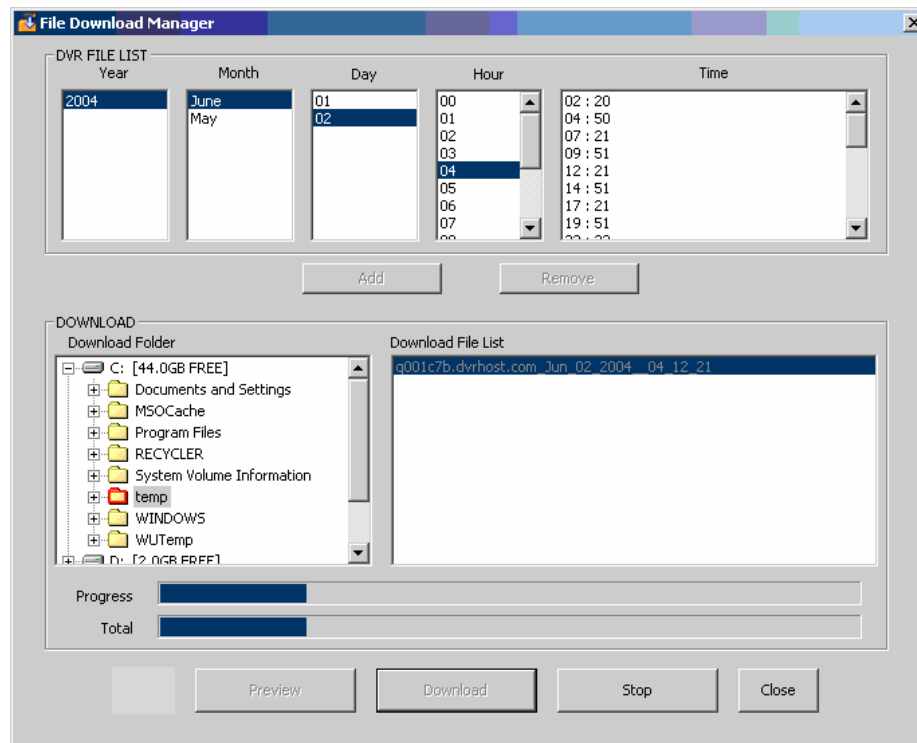 File Download Manager
DVR FILE LIST
Year Month Day Hour Time
2004 June 01 00 02 : 20
May 02 01 04 : 50
02 07 : 21
03 09 : 51
04 12 : 21
05 14 : 51
06 17 : 21
07 19 : 51
Add Remove
DOWNLOAD
Download Folder Download File List
C: [44.0GB FREE] q001c7b.dvrhost.com_Jun_02_2004__04_12_21
Documents and Settings
MSOCache
Program Files
RECYCLER
System Volume Information
temp
WINDOWS
WUTemp
D: [2.0GB FREE]
Progress
Total
Preview Download Stop Close